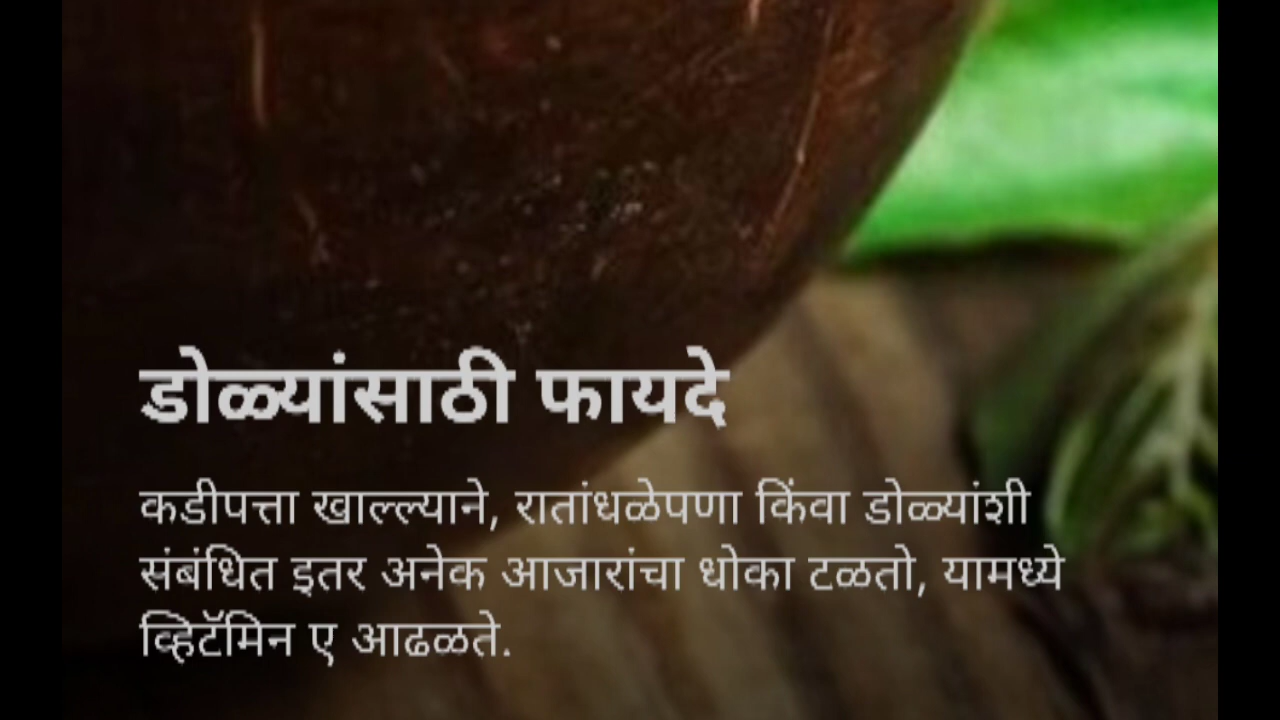 डोळ्यांसाठी फायदे
कडीपत्ता खाल्ल्याने, रातांधळेपणा किंवा डोळ्यांशी
संबंधित इतर अनेक आजारांचा धोका टळतो, यामध्ये
व्हिटॅमिन ए आढळते.